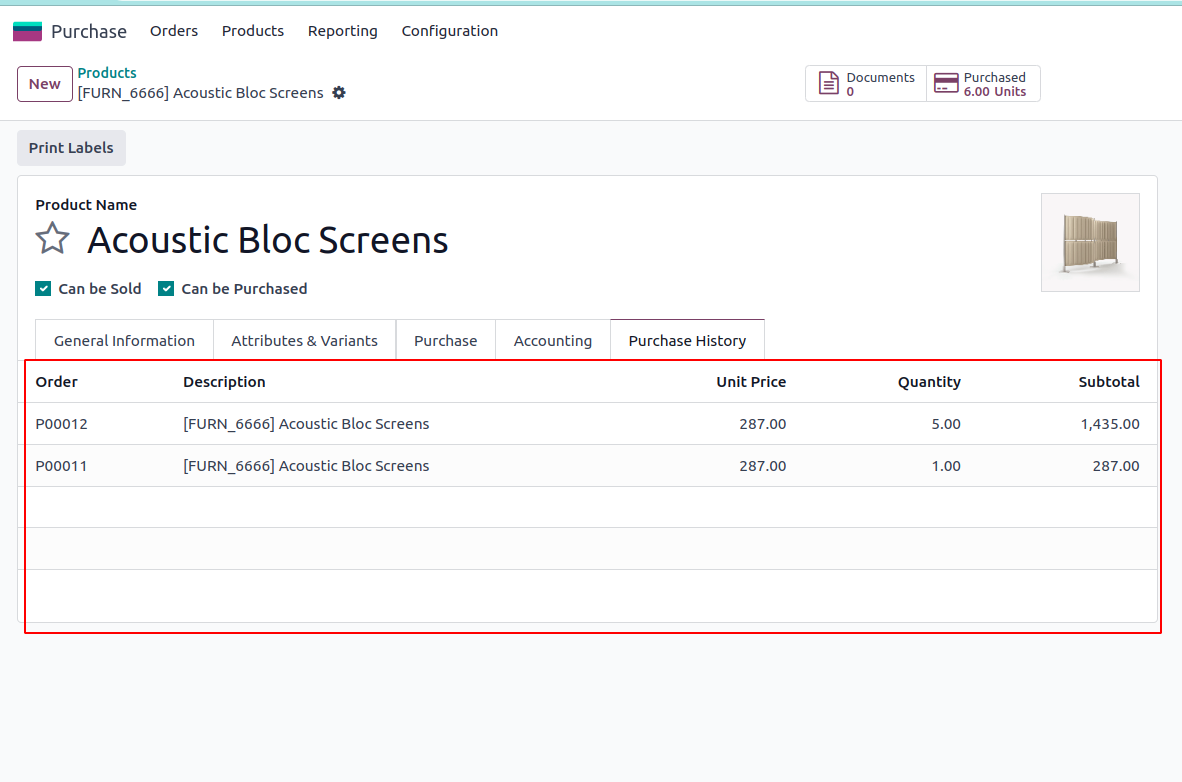 Purchase Orders Products Reporting Configuration
New
Products
[FURN_6666] Acoustic Bloc Screens
Documents
0
Purchased
6.00 Units
Print Labels
Product Name
Acoustic Bloc Screens
Can be Sold Can be Purchased
General Information Attributes & Variants Purchase Accounting Purchase History
Order Description Unit Price Quantity Subtotal
P00012 [FURN_6666] Acoustic Bloc Screens 287.00 5.00 1,435.00
P00011 [FURN_6666] Acoustic Bloc Screens 287.00 1.00 287.00